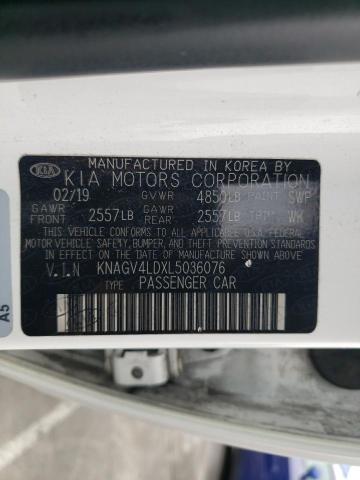 KIA
MANUFACTURED IN KOREA BY
KIA MOTORS CORPORATION
02/19 GVWR 4850LB PAINT SWP
GAWR FRONT 2557LB GAWR REAR 2557LB TRIM WK
THIS VEHICLE CONFORMS TO ALL APPLICABLE
U.S. FEDERAL MOTOR VEHICLE SAFETY, BUMPER, AND THEFT PREVENTION STANDARDS
IN EFFECT ON THE DATE OF MANUFACTURE SHOWN ABOVE.
V.I.N KNAGV4LDXL5036076
TYPE PASSENGER CAR
A5